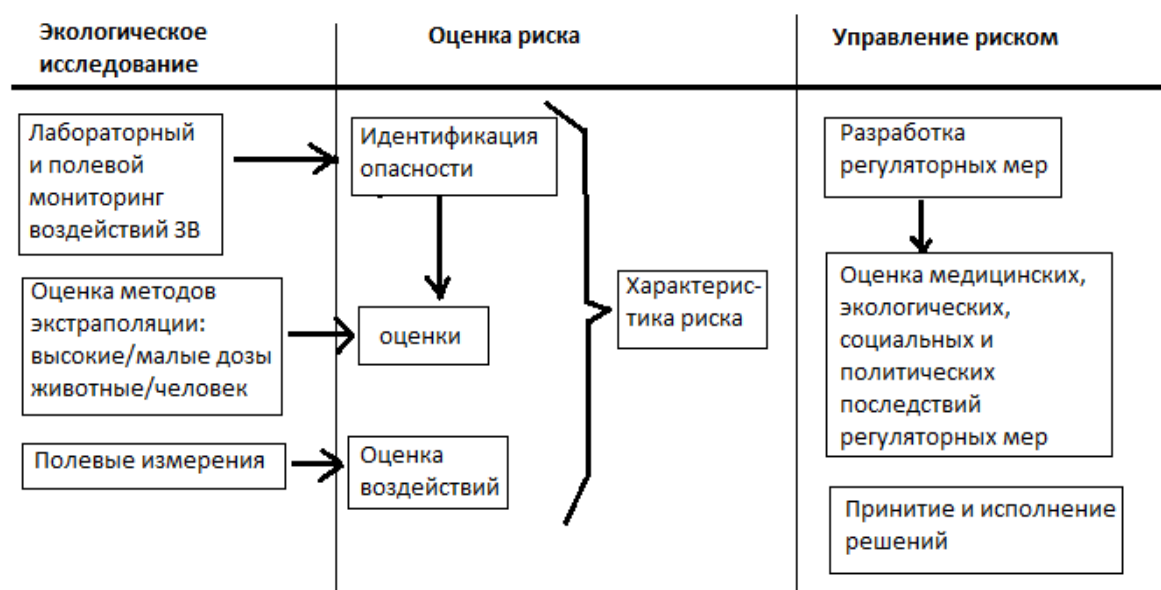 Экологическое
исследование
Оценка риска
Управление риском
Лабораторный
и полевой
мониторинг
воздействий ЗВ
Идентификация
опасности
Разработка
регуляторных мер
Оценка методов
экстраполяции:
высокие/малые дозы
животные/человек
оценки
Характерис-
тика риска
Оценка медицинских,
экологических,
социальных и
политических
последствий
регуляторных мер
Полевые измерения
Оценка
воздействий
Принитие и исполнение
решений